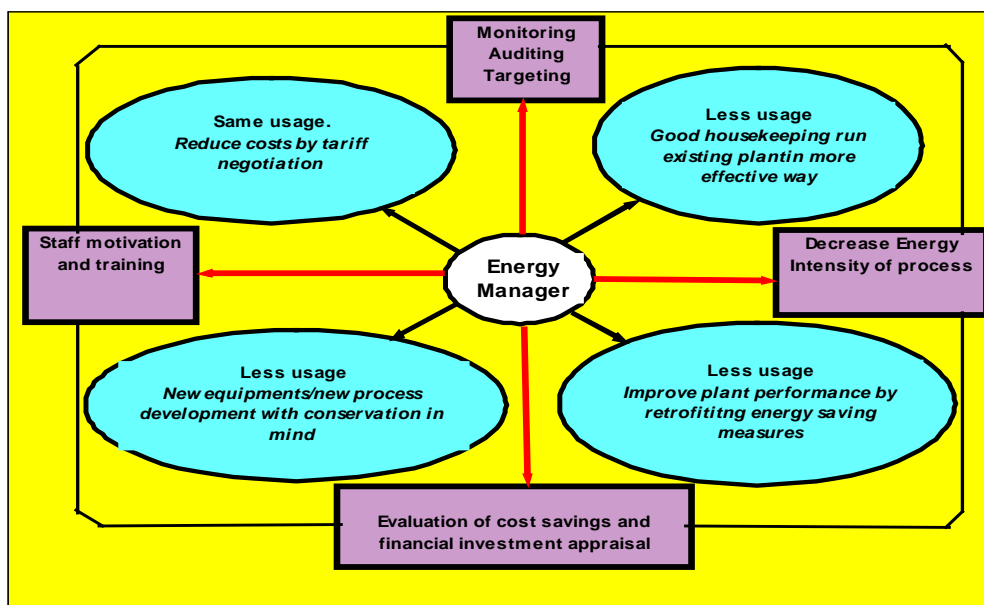 Monitoring
Auditing
Targeting
Same usage.
Reduce costs by tariff
negotiation
Less usage
Good housekeeping run
existing plantin more
effective way
Staff motivation
and training
Energy
Manager
Decrease Energy
Intensity of process
Less usage
New equipments/new process
development with conservation in
mind
Less usage
Improve plant performance by
retrofititng energy saving
measures
Evaluation of cost savings and
financial investment appraisal